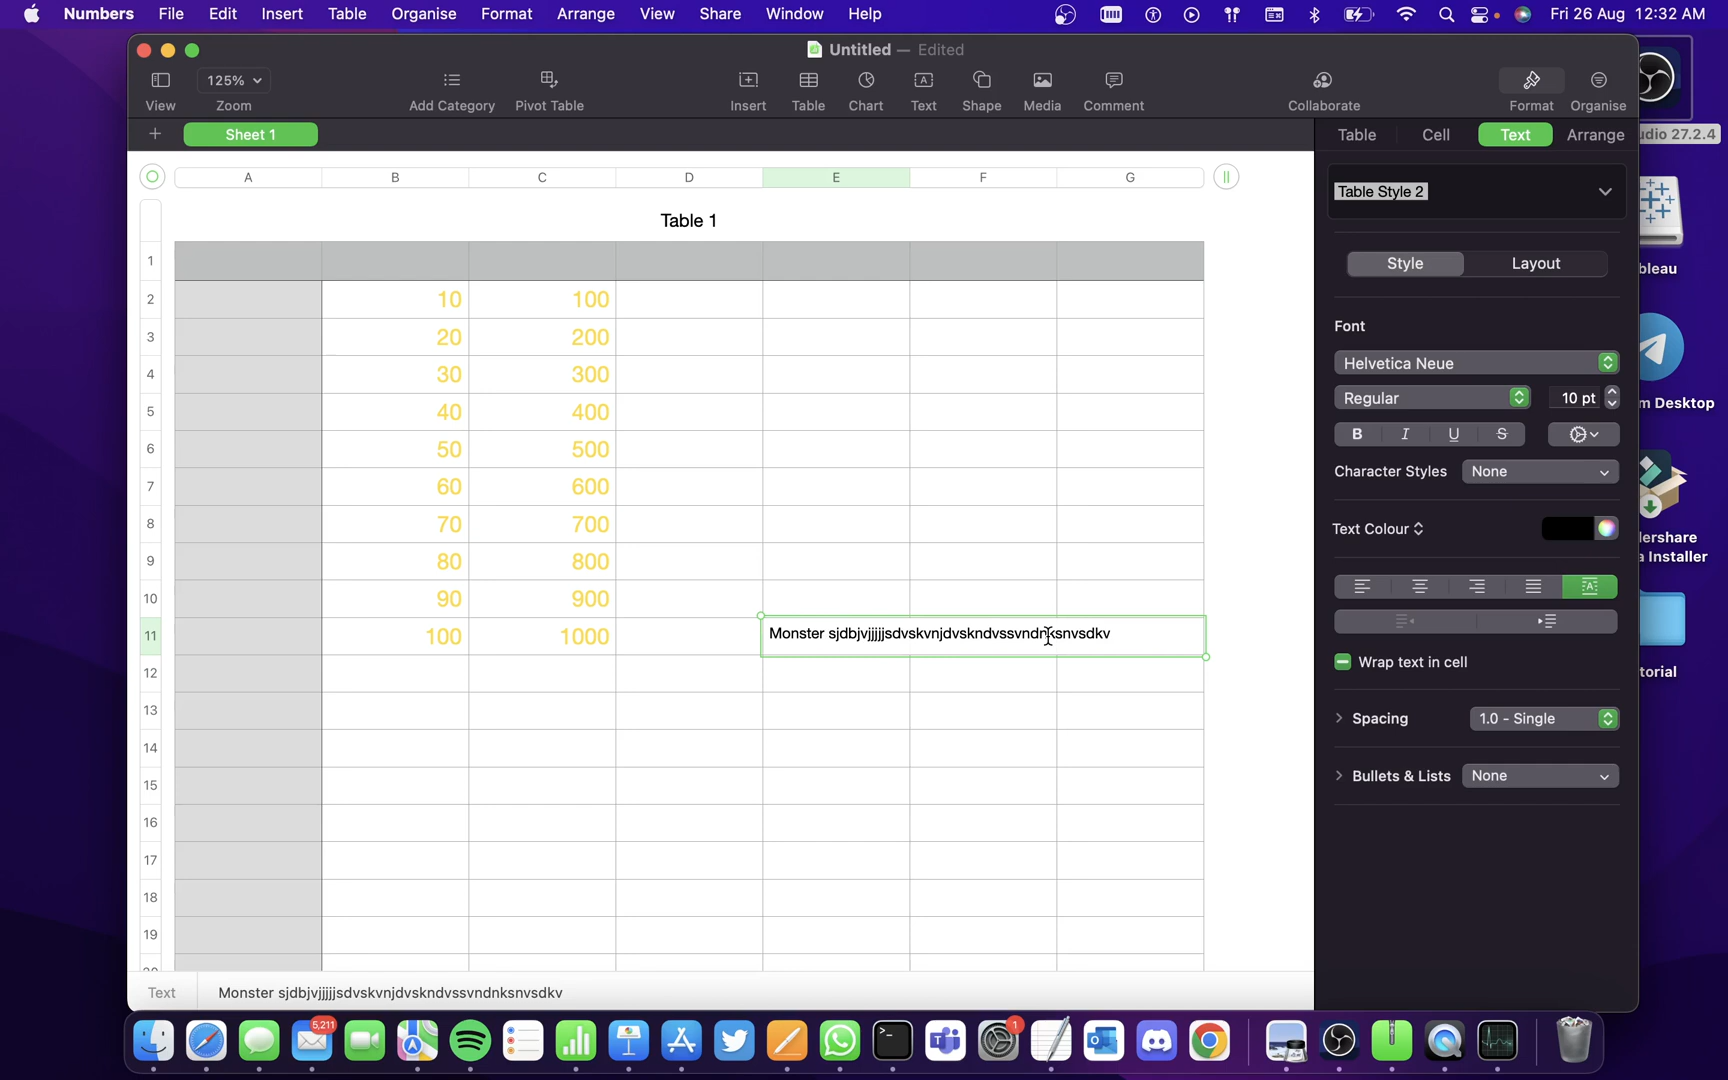 Numbers File Edit Insert Table Organise Format Arrange View Share Window Help Fri 26 Aug 12:32 AM
Untitled — Edited
125%
View Zoom Add Category Pivot Table Insert Table Chart Text Shape Media Comment Collaborate Format Organise
Sheet 1
Table Cell Text Arrange
udio 27.2.4
A B C D E F G
Table 1
Table Style 2
Style Layout
bleau
1
2 10 100
3 20 200
4 30 300
5 40 400
6 50 500
7 60 600
8 70 700
9 80 800
10 90 900
11 100 1000 Monster sjdbjvjjjjjsdvskvnjdvskndvssvndnksnvsdkv
12
13
14
15
16
17
18
19
20
Font
Helvetica Neue
Regular 10 pt
m Desktop
B I U S
Character Styles None
Text Colour
lershare
a Installer
Wrap text in cell
torial
Spacing 1.0 - Single
Bullets & Lists None
Text Monster sjdbjvjjjjjsdvskvnjdvskndvssvndnksnvsdkv
5,211
1